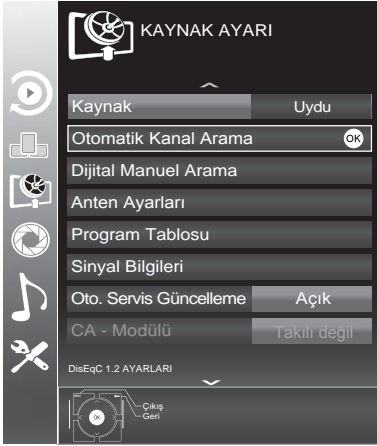 KAYNAK AYARI
Kaynak Uydu
Otomatik Kanal Arama OK
Dijital Manuel Arama
Anten Ayarları
Program Tablosu
Sinyal Bilgileri
Oto. Servis Güncelleme Açık
CA - Modülü Takılı değil
DisEqC 1.2 AYARLARI
Çıkış
OK
Geri